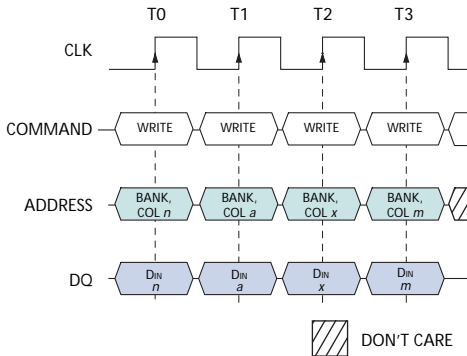 T0 T1 T2 T3
CLK
COMMAND WRITE WRITE WRITE WRITE
ADDRESS BANK, COL n BANK, COL a BANK, COL x BANK, COL m
DQ DIN n DIN a DIN x DIN m
DON'T CARE